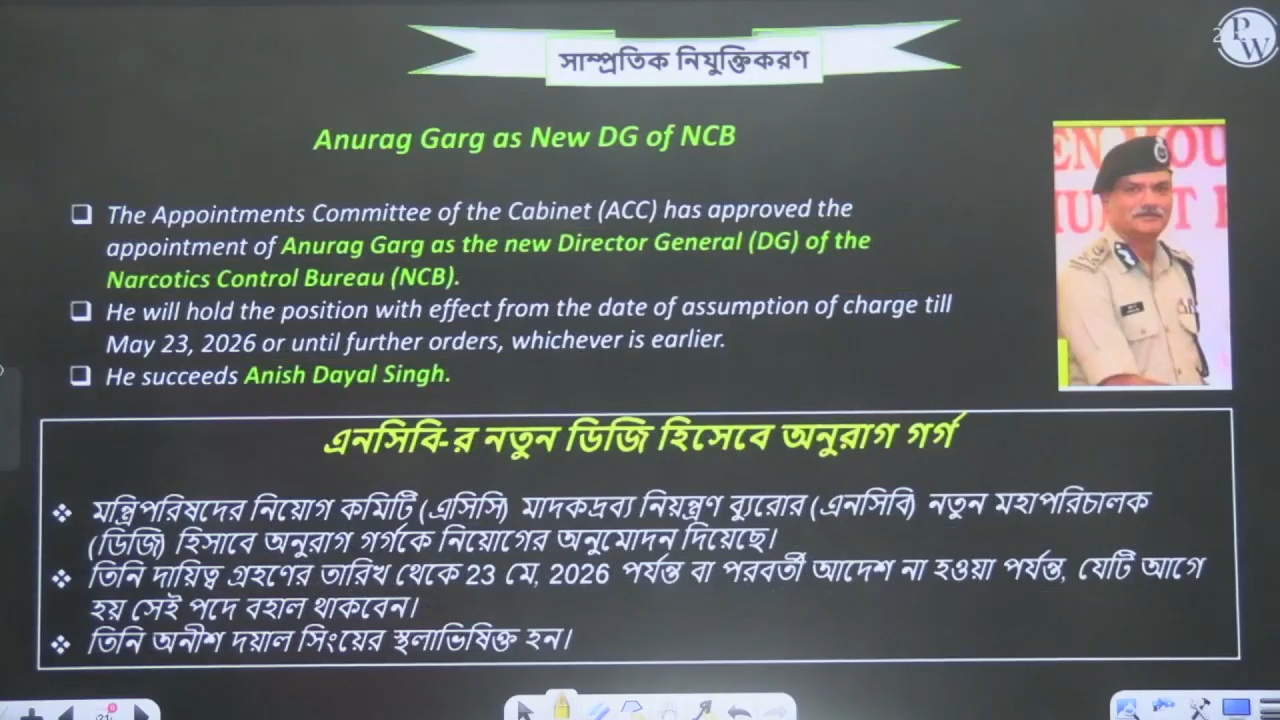 সাম্প্রতিক নিযুক্তিকরণ
PW
Anurag Garg as New DG of NCB
❑ The Appointments Committee of the Cabinet (ACC) has approved the
appointment of Anurag Garg as the new Director General (DG) of the
Narcotics Control Bureau (NCB).
❑ He will hold the position with effect from the date of assumption of charge till
May 23, 2026 or until further orders, whichever is earlier.
❑ He succeeds Anish Dayal Singh.
এনসিবি-র নতুন ডিজি হিসেবে অনুরাগ গর্গ
❖ মন্ত্রিপরিষদের নিয়োগ কমিটি (এসিসি) মাদকদ্রব্য নিয়ন্ত্রণ ব্যুরোর (এনসিবি) নতুন মহাপরিচালক
(ডিজি) হিসাবে অনুরাগ গর্গকে নিয়োগের অনুমোদন দিয়েছে।
❖ তিনি দায়িত্ব গ্রহণের তারিখ থেকে 23 মে, 2026 পর্যন্ত বা পরবর্তী আদেশ না হওয়া পর্যন্ত, যেটি আগে
হয় সেই পদে বহাল থাকবেন।
❖ তিনি অনীশ দয়াল সিংয়ের স্থলাভিষিক্ত হন।